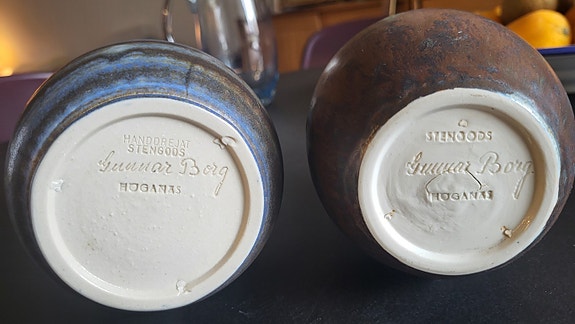 HANDDREJAT
STENGODS
Gunnar Borg
HÖGANÄS
STENGODS
Gunnar Borg
HÖGANÄS